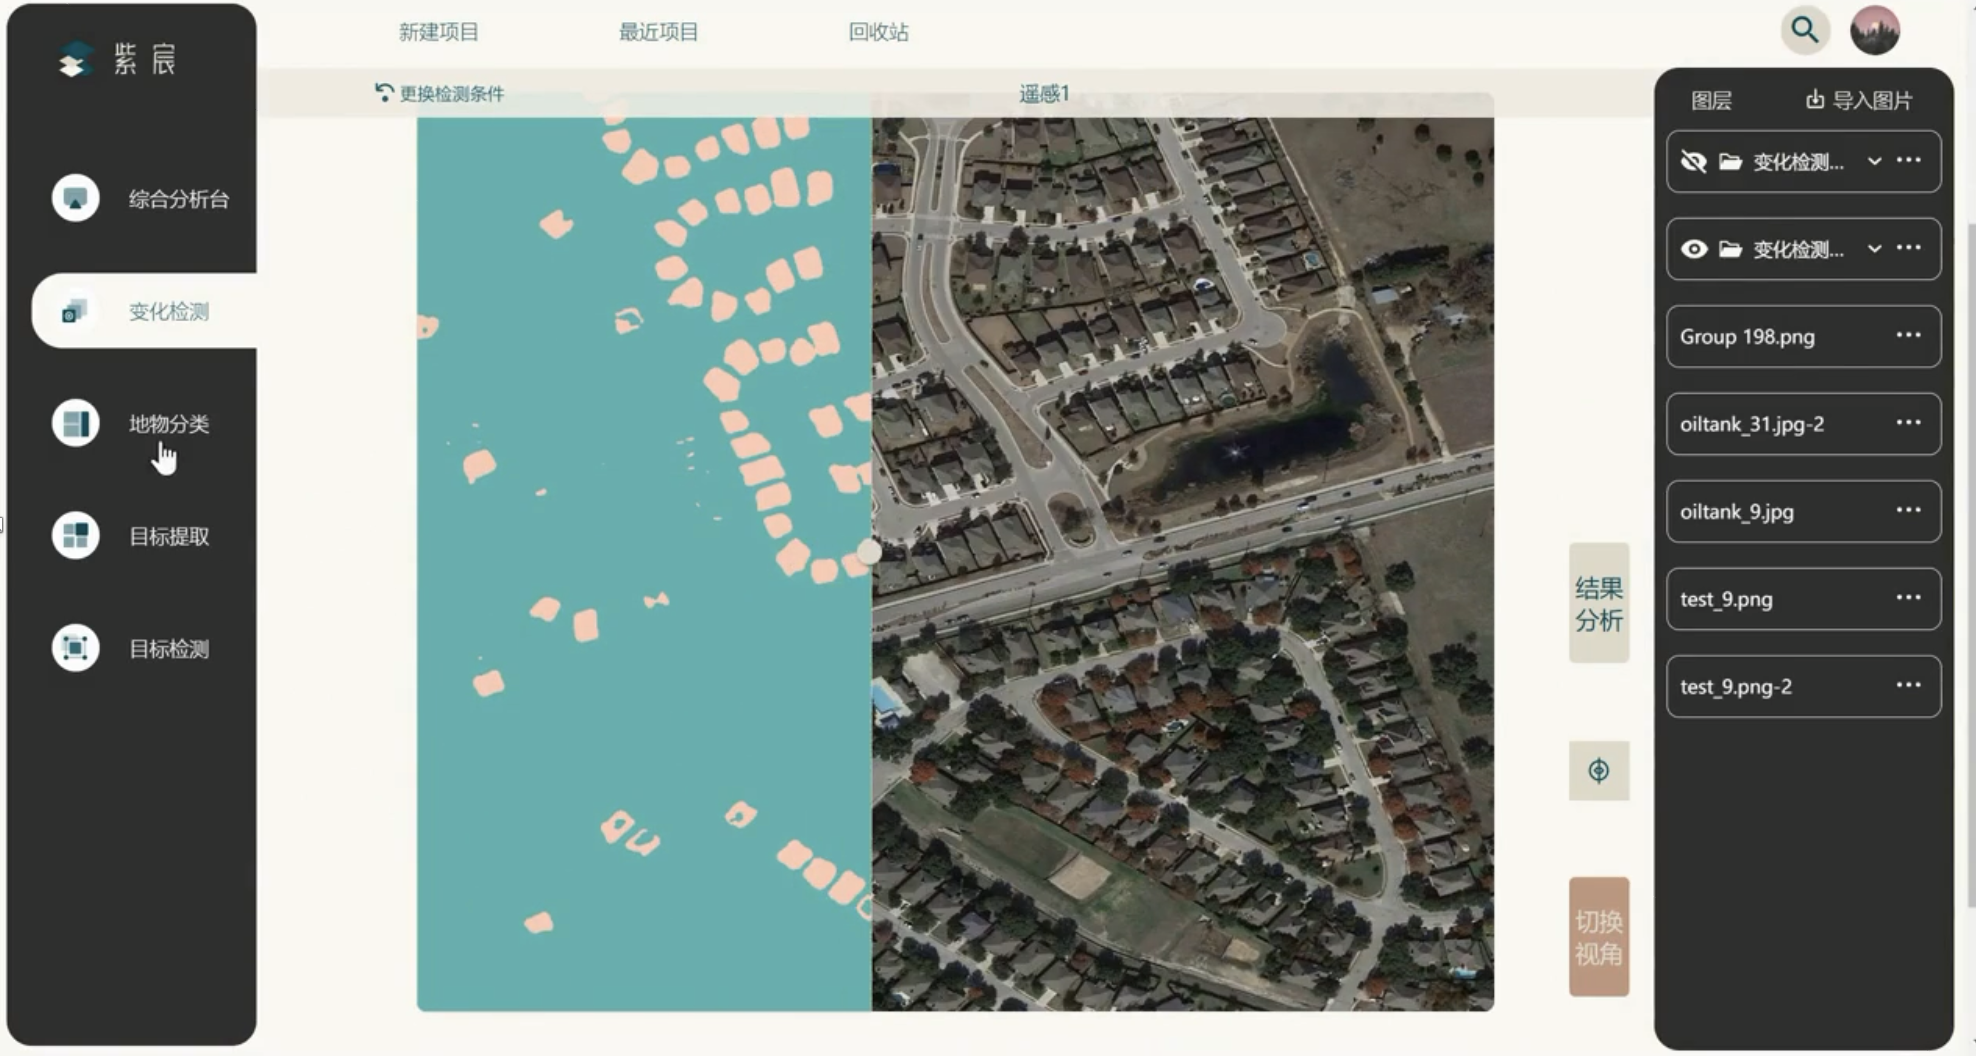 紫宸
新建项目
最近项目
回收站
更换检测条件
遥感1
综合分析台
变化检测
地物分类
目标提取
目标检测
结果
分析
切换
视角
图层
导入图片
变化检测...
变化检测...
Group 198.png
oiltank_31.jpg-2
oiltank_9.jpg
test_9.png
test_9.png-2